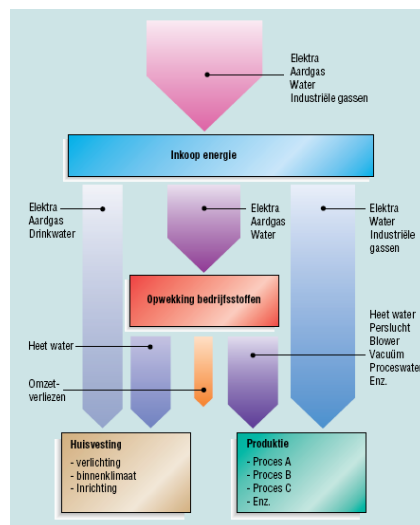 Elektra
Aardgas
Water
Industriële gassen
Inkoop energie
Elektra
Aardgas
Drinkwater
Elektra
Aardgas
Water
Elektra
Water
Industriële
gassen
Opwekking bedrijfsstoffen
Heet water
Omzet-
verliezen
Heet water
Perslucht
Blower
Vacuüm
Proceswater
Enz.
Huisvesting
- verlichting
- binnenklimaat
- Inrichting
Produktie
- Proces A
- Proces B
- Proces C
- Enz.